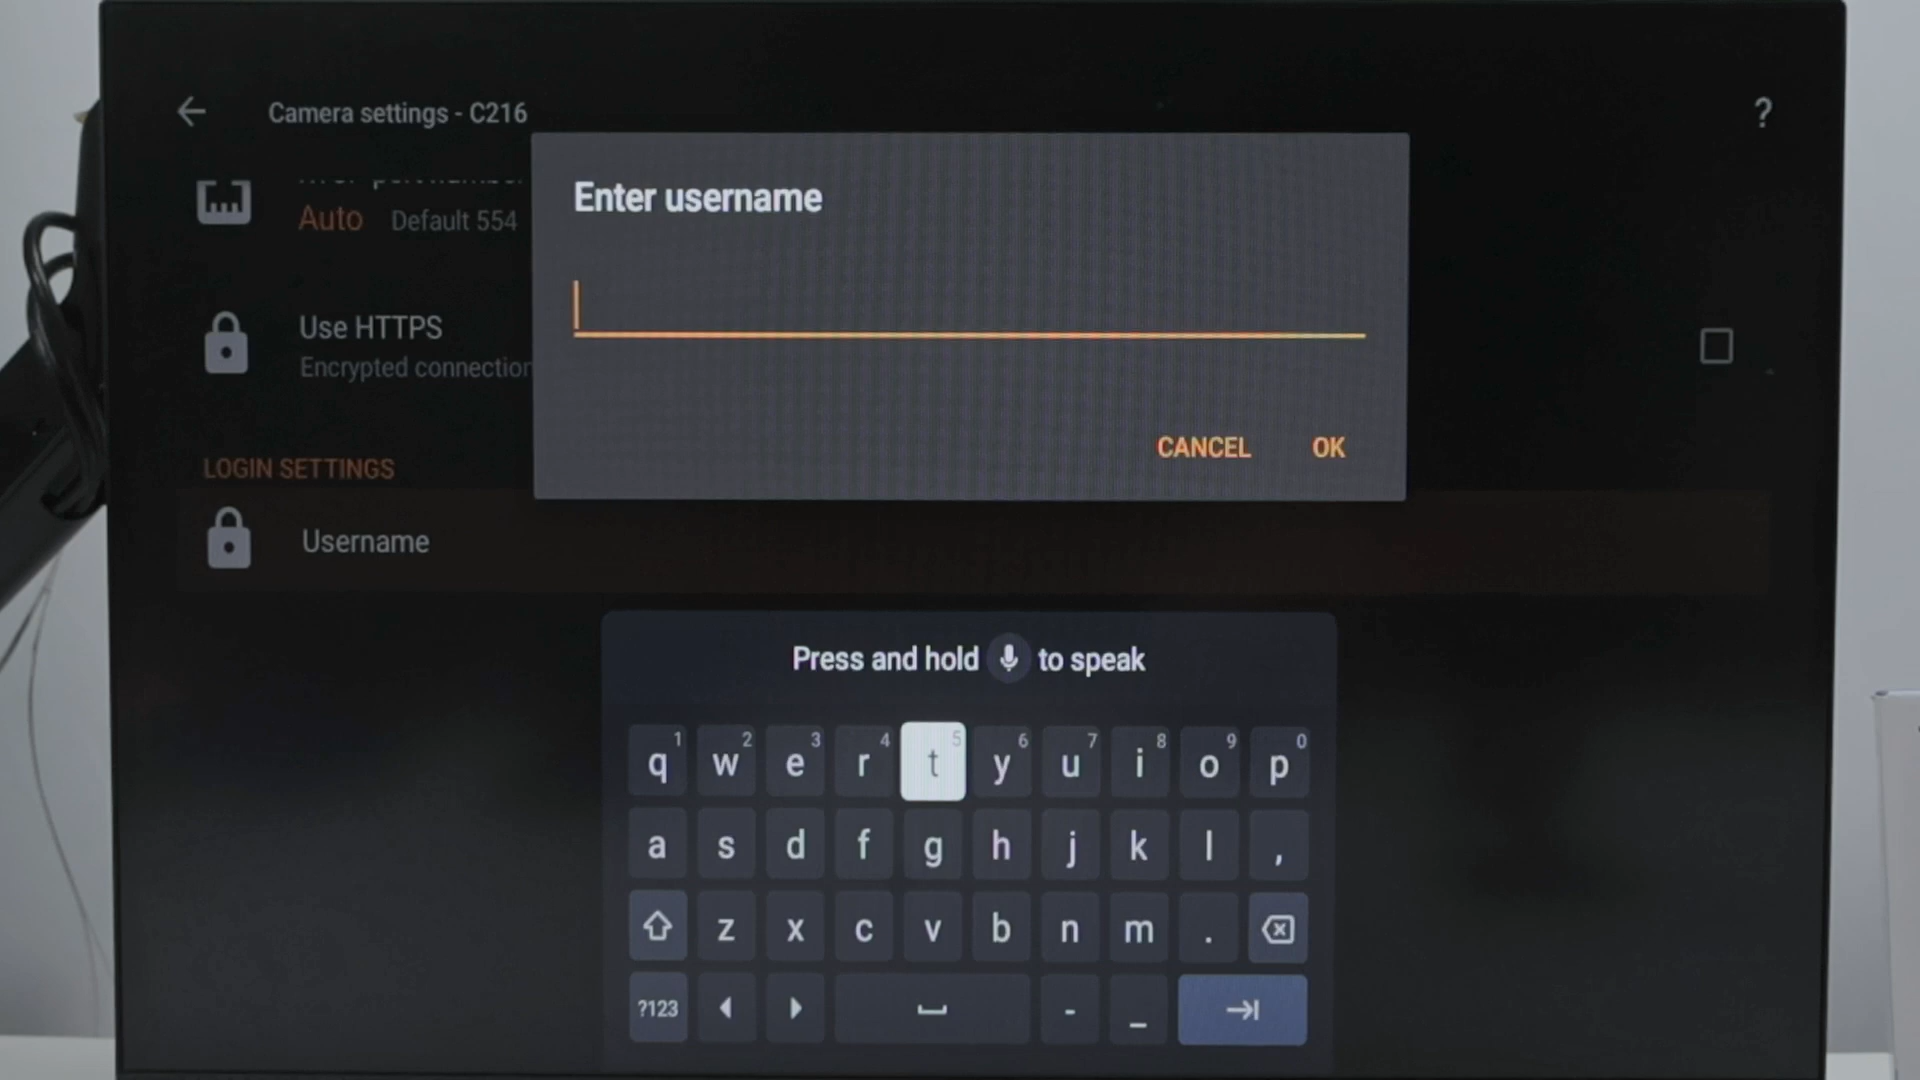 Camera settings - C216
?
Enter username
Auto Default 554
Use HTTPS
Encrypted connection
CANCEL OK
LOGIN SETTINGS
Username
Press and hold to speak
q 1 w 2 e 3 r 4 t 5 y 6 u 7 i 8 o 9 p 0
a s d f g h j k l ,
z x c v b n m .
?123 - _